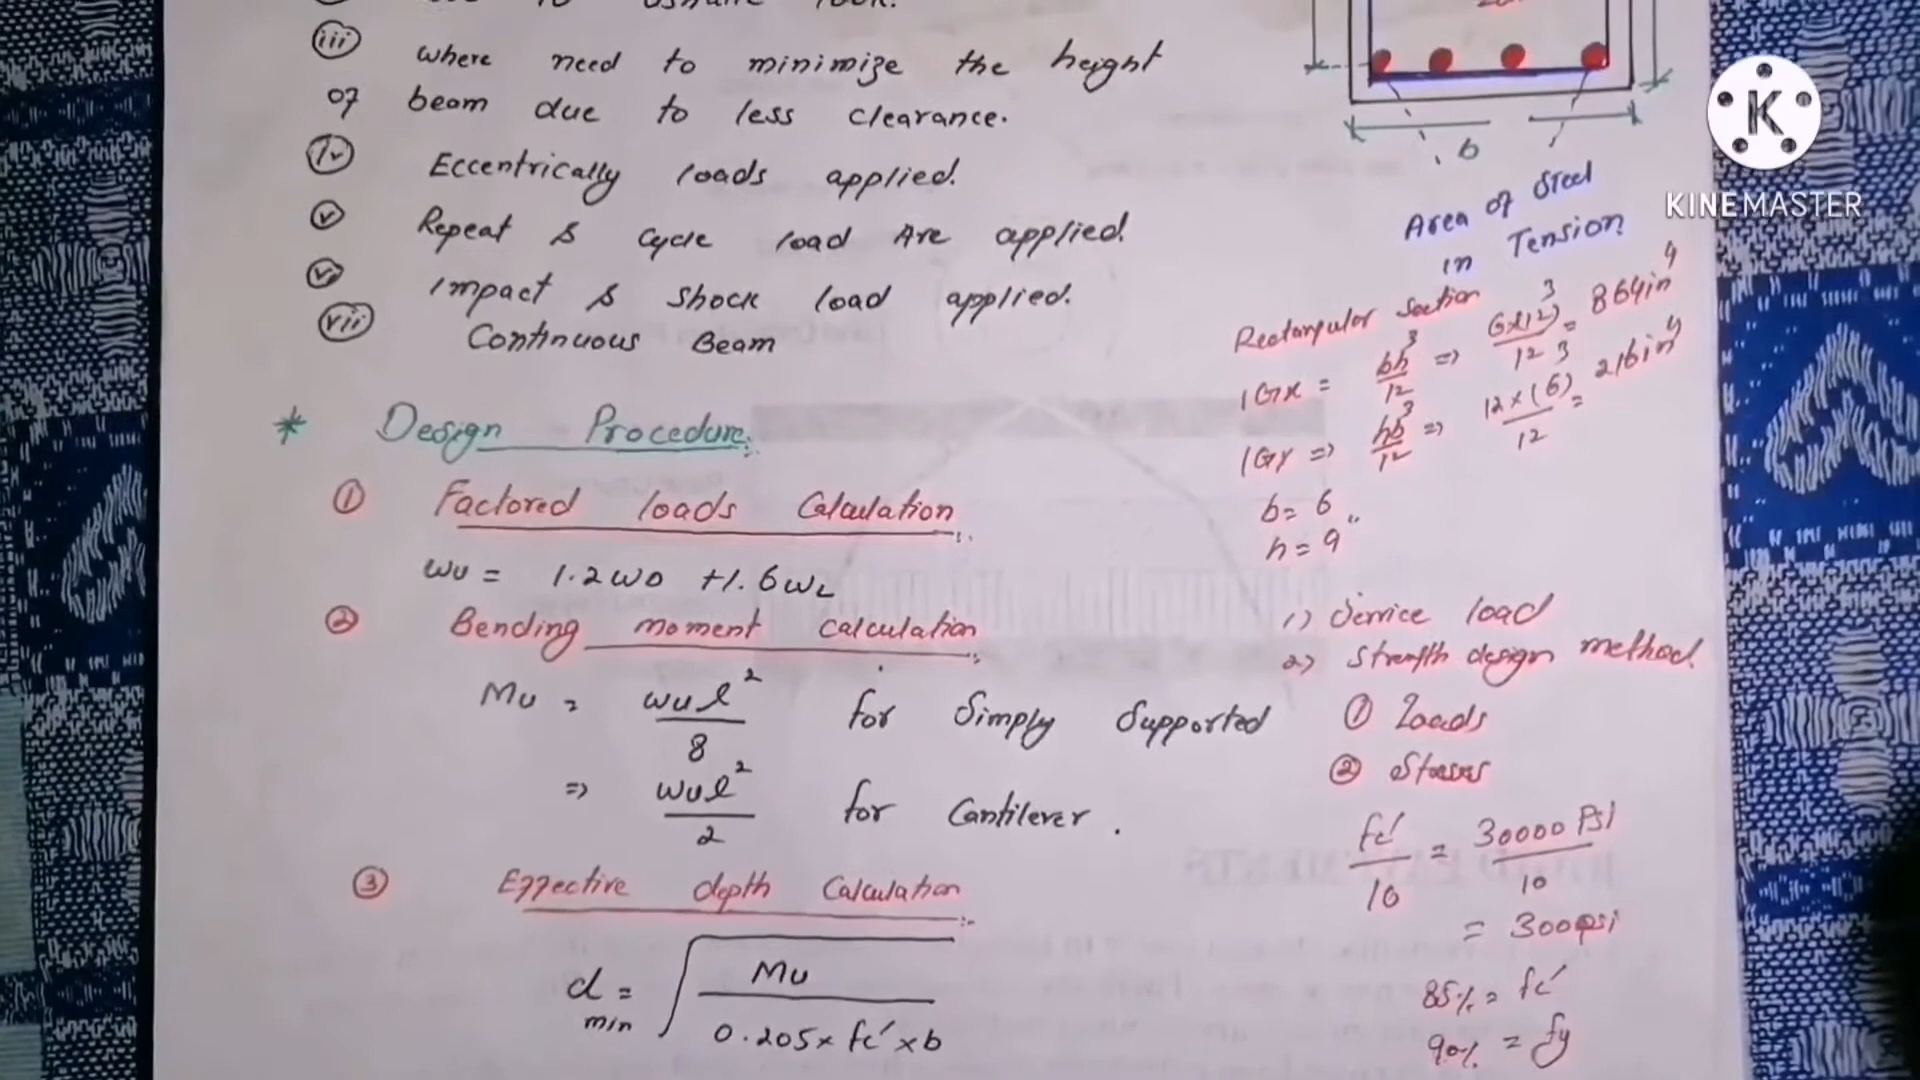 iii where need to minimize the height
of beam due to less clearance.
iv Eccentrically loads applied.
v Repeat & Cycle load Are applied.
v Impact & Shock load applied.
vii Continuous Beam
* Design Procedure:
① Factored loads Calculation
wu = 1.2wD + 1.6wL
② Bending moment Calculation
Mu = wul²/8 for Simply Supported
=> wul²/2 for Cantilever.
③ Effective depth Calculation
d min = √(Mu / 0.205 x fc' x b)
b
Area of Steel
in Tension
Rectangular Section
IGx = bh³/12 => 6(12)³/12 = 864in⁴
IGy => hb³/12 => 12x(6)³/12 = 216in⁴
b = 6"
h = 9
1) Service load
2) Strength design method.
① Loads
② Stresses
fc'/10 = 30000 Psi/10
= 300psi
85% = fc'
90% = fy
K
KINEMASTER